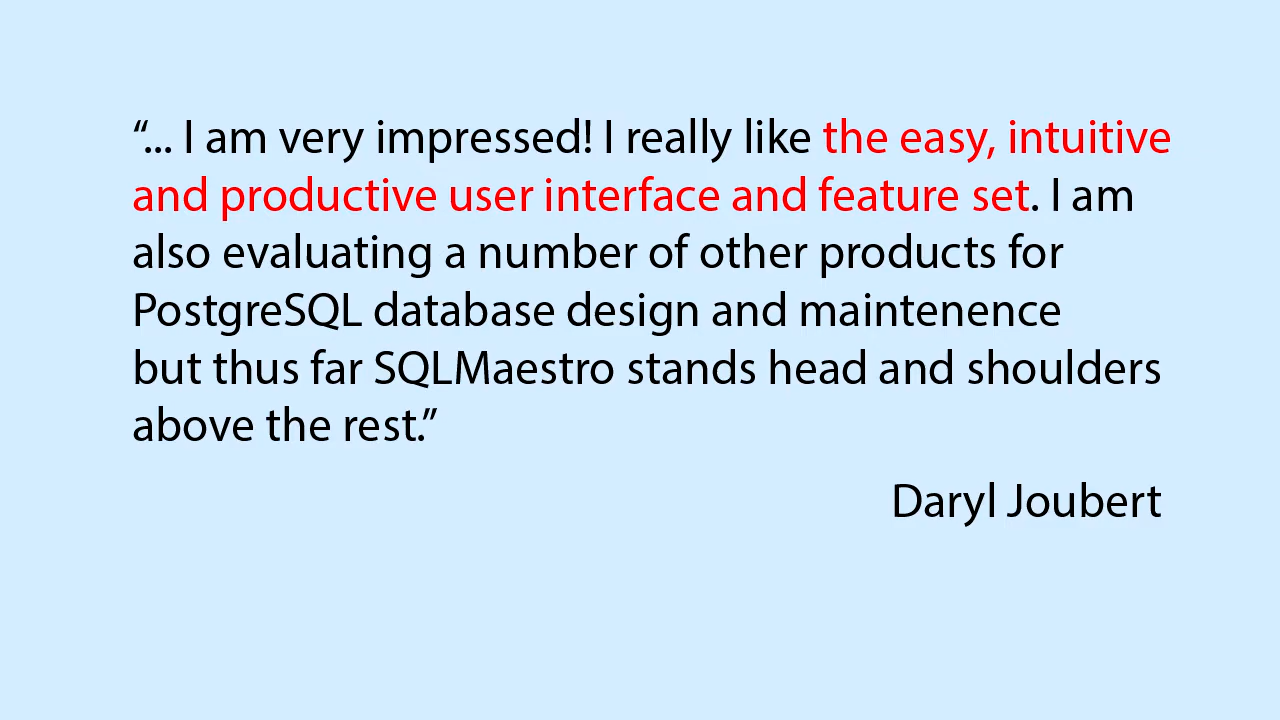 “... I am very impressed! I really like the easy, intuitive
and productive user interface and feature set. I am
also evaluating a number of other products for
PostgreSQL database design and maintenence
but thus far SQLMaestro stands head and shoulders
above the rest.”
Daryl Joubert